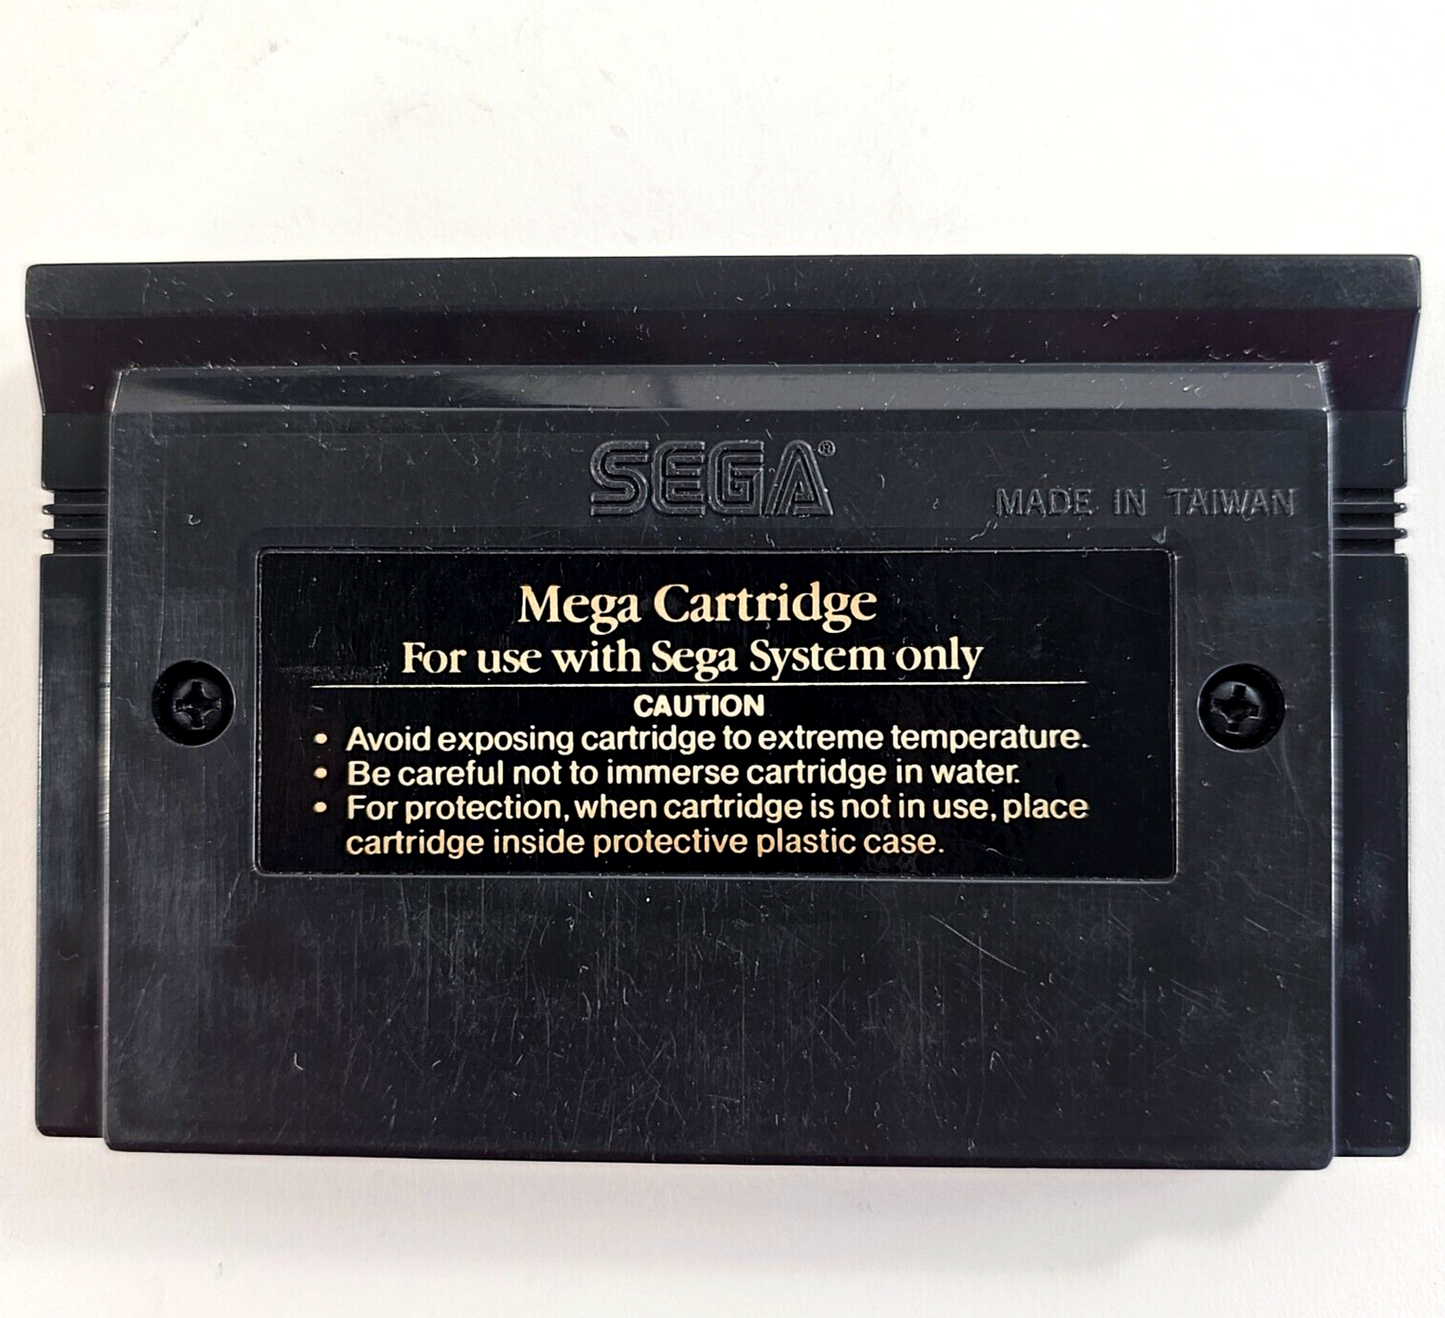 SEGA®
MADE IN TAIWAN
Mega Cartridge
For use with Sega System only
CAUTION
• Avoid exposing cartridge to extreme temperature.
• Be careful not to immerse cartridge in water.
• For protection, when cartridge is not in use, place
cartridge inside protective plastic case.